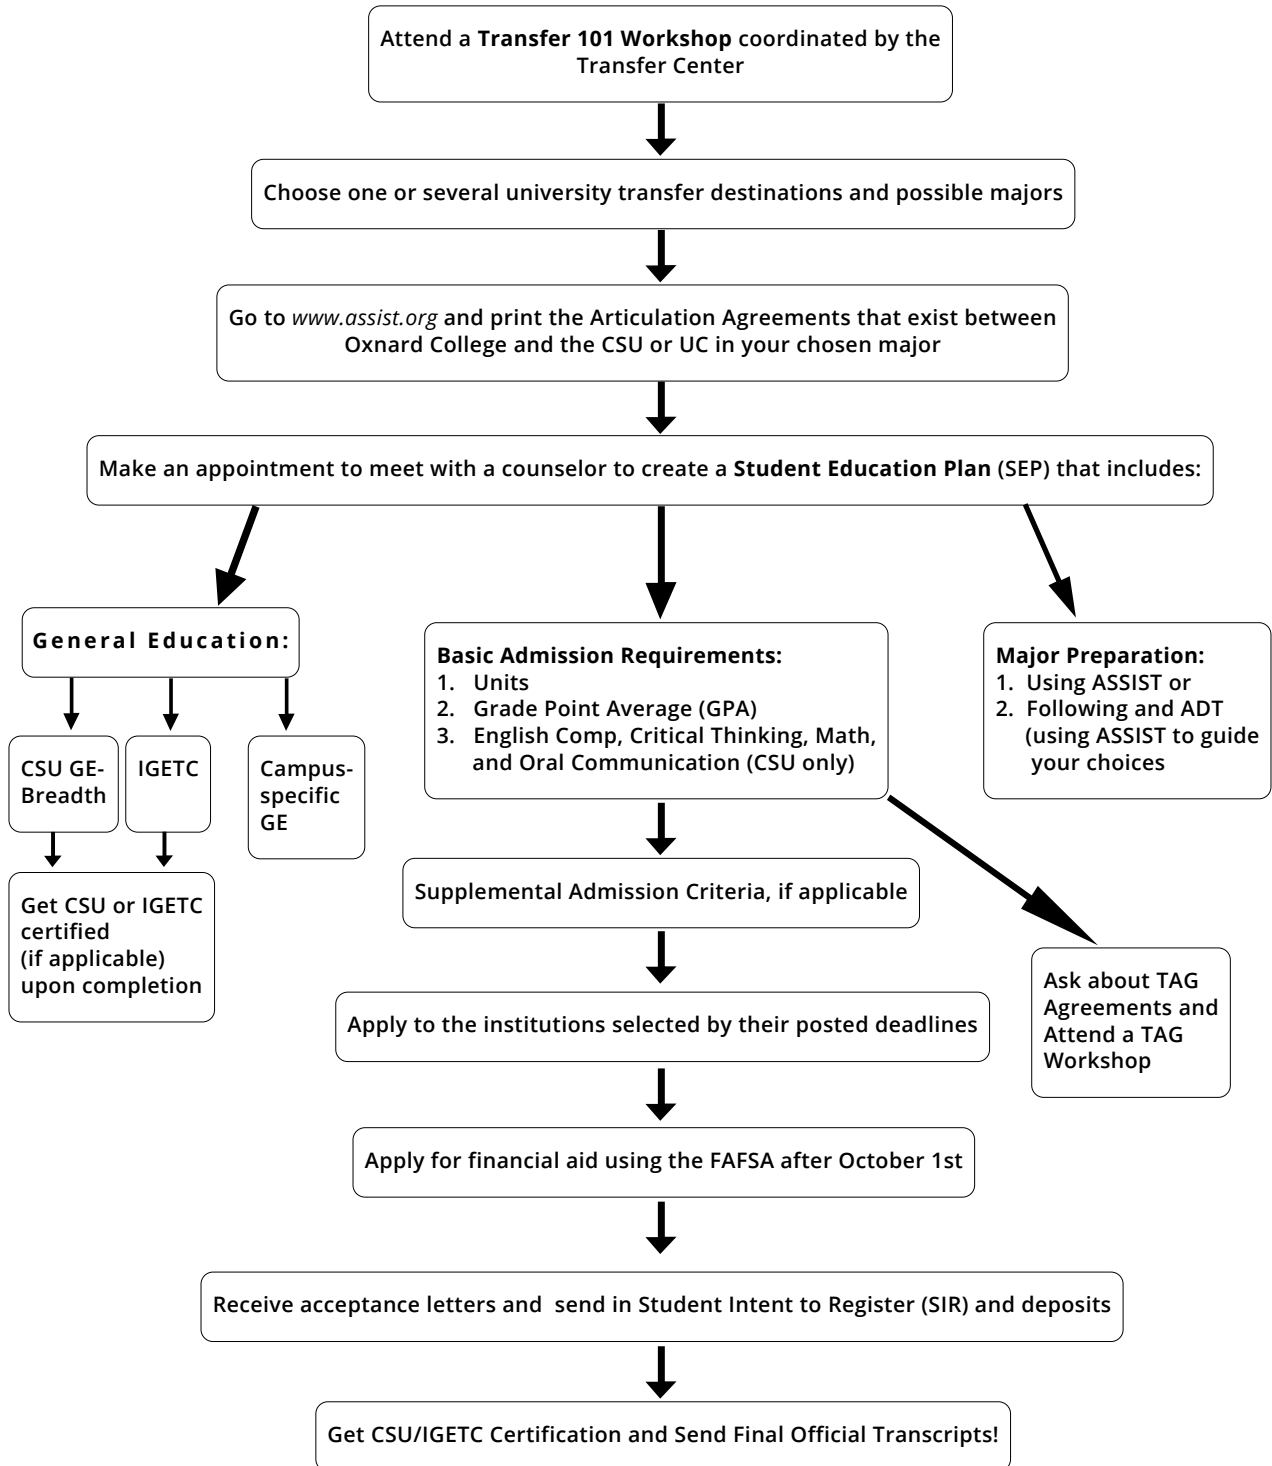 Attend a Transfer 101 Workshop coordinated by the
Transfer Center
Choose one or several university transfer destinations and possible majors
Go to www.assist.org and print the Articulation Agreements that exist between
Oxnard College and the CSU or UC in your chosen major
Make an appointment to meet with a counselor to create a Student Education Plan (SEP) that includes:
General Education:
CSU GE-
Breadth
IGETC
Campus-
specific
GE
Get CSU or IGETC
certified
(if applicable)
upon completion
Basic Admission Requirements:
1. Units
2. Grade Point Average (GPA)
3. English Comp, Critical Thinking, Math,
and Oral Communication (CSU only)
Major Preparation:
1. Using ASSIST or
2. Following and ADT
(using ASSIST to guide
your choices
Supplemental Admission Criteria, if applicable
Ask about TAG
Agreements and
Attend a TAG
Workshop
Apply to the institutions selected by their posted deadlines
Apply for financial aid using the FAFSA after October 1st
Receive acceptance letters and send in Student Intent to Register (SIR) and deposits
Get CSU/IGETC Certification and Send Final Official Transcripts!